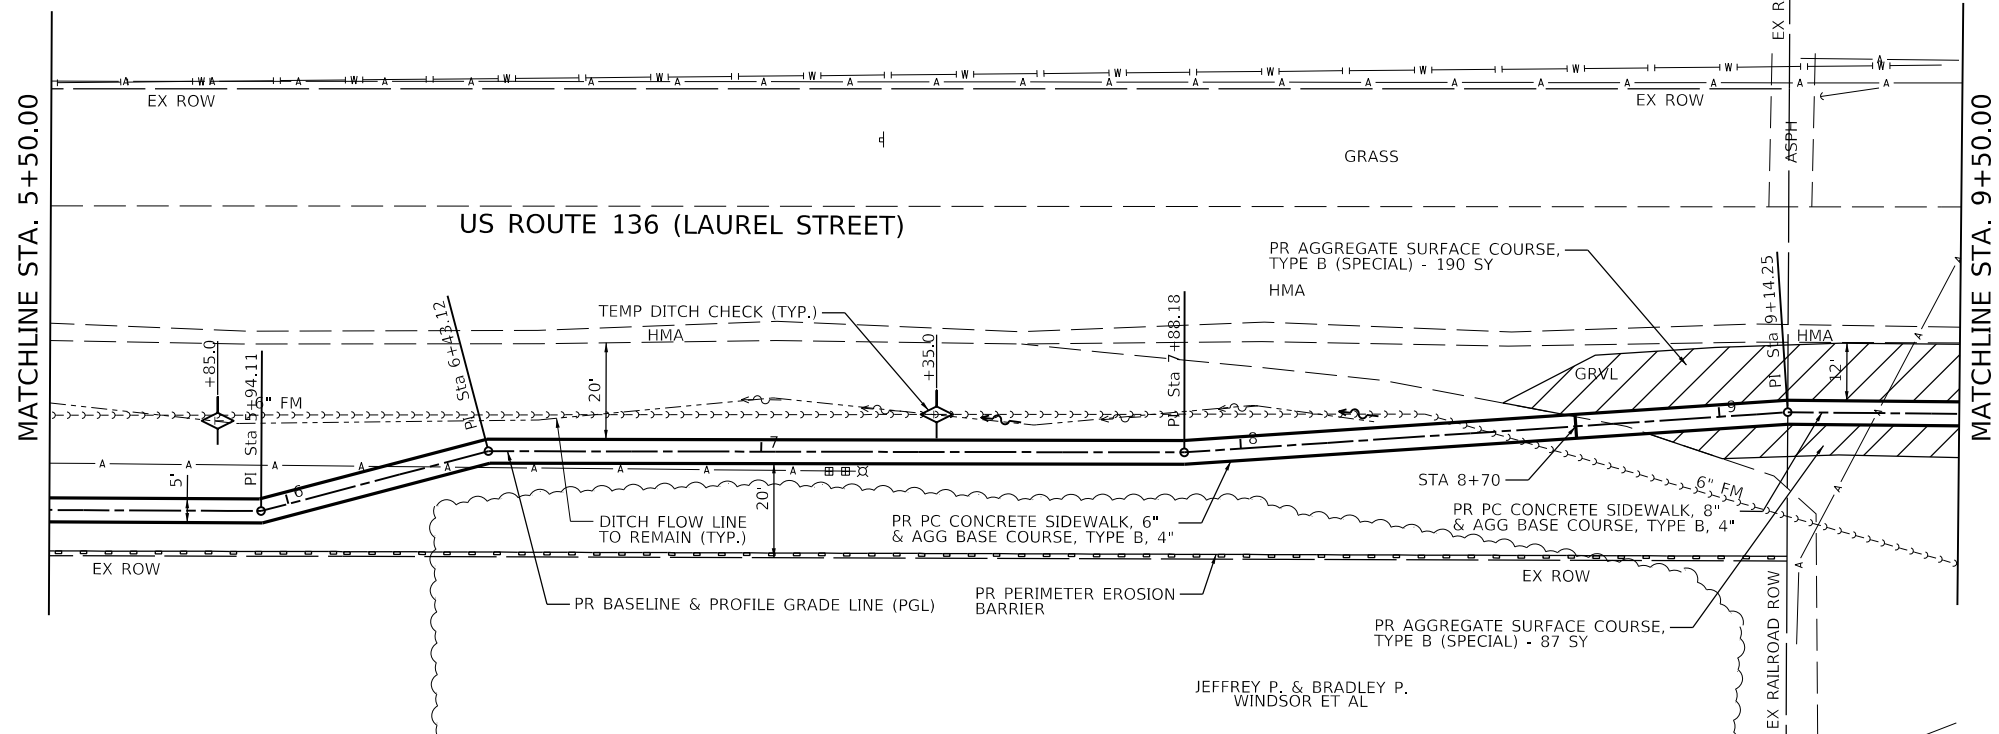 EX R
EX ROW
EX ROW
MATCHLINE STA. 5+50.00
MATCHLINE STA. 9+50.00
GRASS
ASPH
US ROUTE 136 (LAUREL STREET)
PR AGGREGATE SURFACE COURSE,
TYPE B (SPECIAL) - 190 SY
HMA
TEMP DITCH CHECK (TYP.)
HMA
HMA
+85.0
PI Sta 5+94.11
PI Sta 6+43.12
+35.0
PI Sta 7+88.18
PI Sta 9+14.25
6" FM
20'
GRVL
12'
6
7
8
9
5'
20'
STA 8+70
6" FM
DITCH FLOW LINE
TO REMAIN (TYP.)
PR PC CONCRETE SIDEWALK, 6"
& AGG BASE COURSE, TYPE B, 4"
PR PC CONCRETE SIDEWALK, 8"
& AGG BASE COURSE, TYPE B, 4"
EX ROW
EX ROW
PR BASELINE & PROFILE GRADE LINE (PGL)
PR PERIMETER EROSION
BARRIER
PR AGGREGATE SURFACE COURSE,
TYPE B (SPECIAL) - 87 SY
EX RAILROAD ROW
JEFFREY P. & BRADLEY P.
WINDSOR ET AL